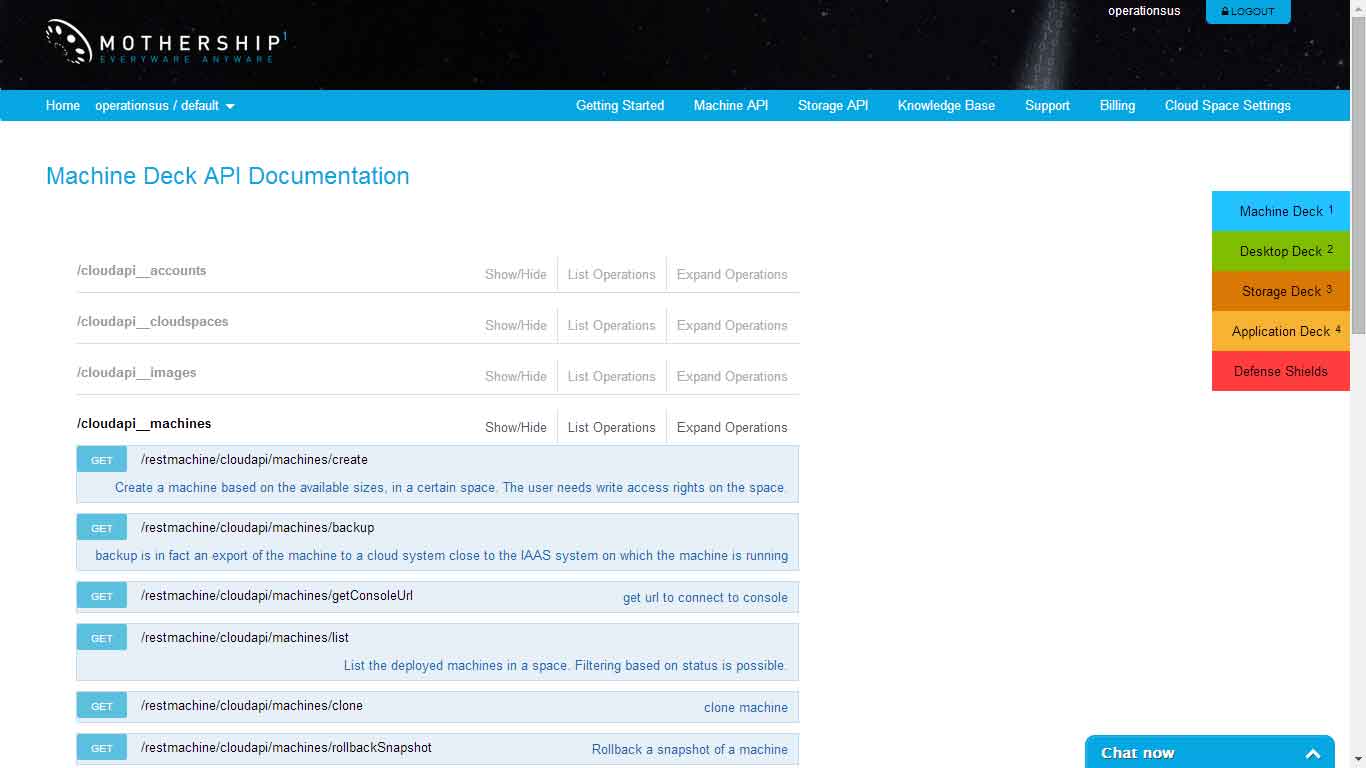 operationsus
LOGOUT
MOTHERSHIP1
EVERYWARE ANYWARE
Home operationsus / default Getting Started Machine API Storage API Knowledge Base Support Billing Cloud Space Settings
Machine Deck API Documentation
Machine Deck 1
Desktop Deck 2
Storage Deck 3
Application Deck 4
Defense Shields
/cloudapi__accounts Show/Hide List Operations Expand Operations
/cloudapi__cloudspaces Show/Hide List Operations Expand Operations
/cloudapi__images Show/Hide List Operations Expand Operations
/cloudapi__machines Show/Hide List Operations Expand Operations
GET /restmachine/cloudapi/machines/create
Create a machine based on the available sizes, in a certain space. The user needs write access rights on the space.
GET /restmachine/cloudapi/machines/backup
backup is in fact an export of the machine to a cloud system close to the IAAS system on which the machine is running
GET /restmachine/cloudapi/machines/getConsoleUrl get url to connect to console
GET /restmachine/cloudapi/machines/list
List the deployed machines in a space. Filtering based on status is possible.
GET /restmachine/cloudapi/machines/clone clone machine
GET /restmachine/cloudapi/machines/rollbackSnapshot Rollback a snapshot of a machine
Chat now